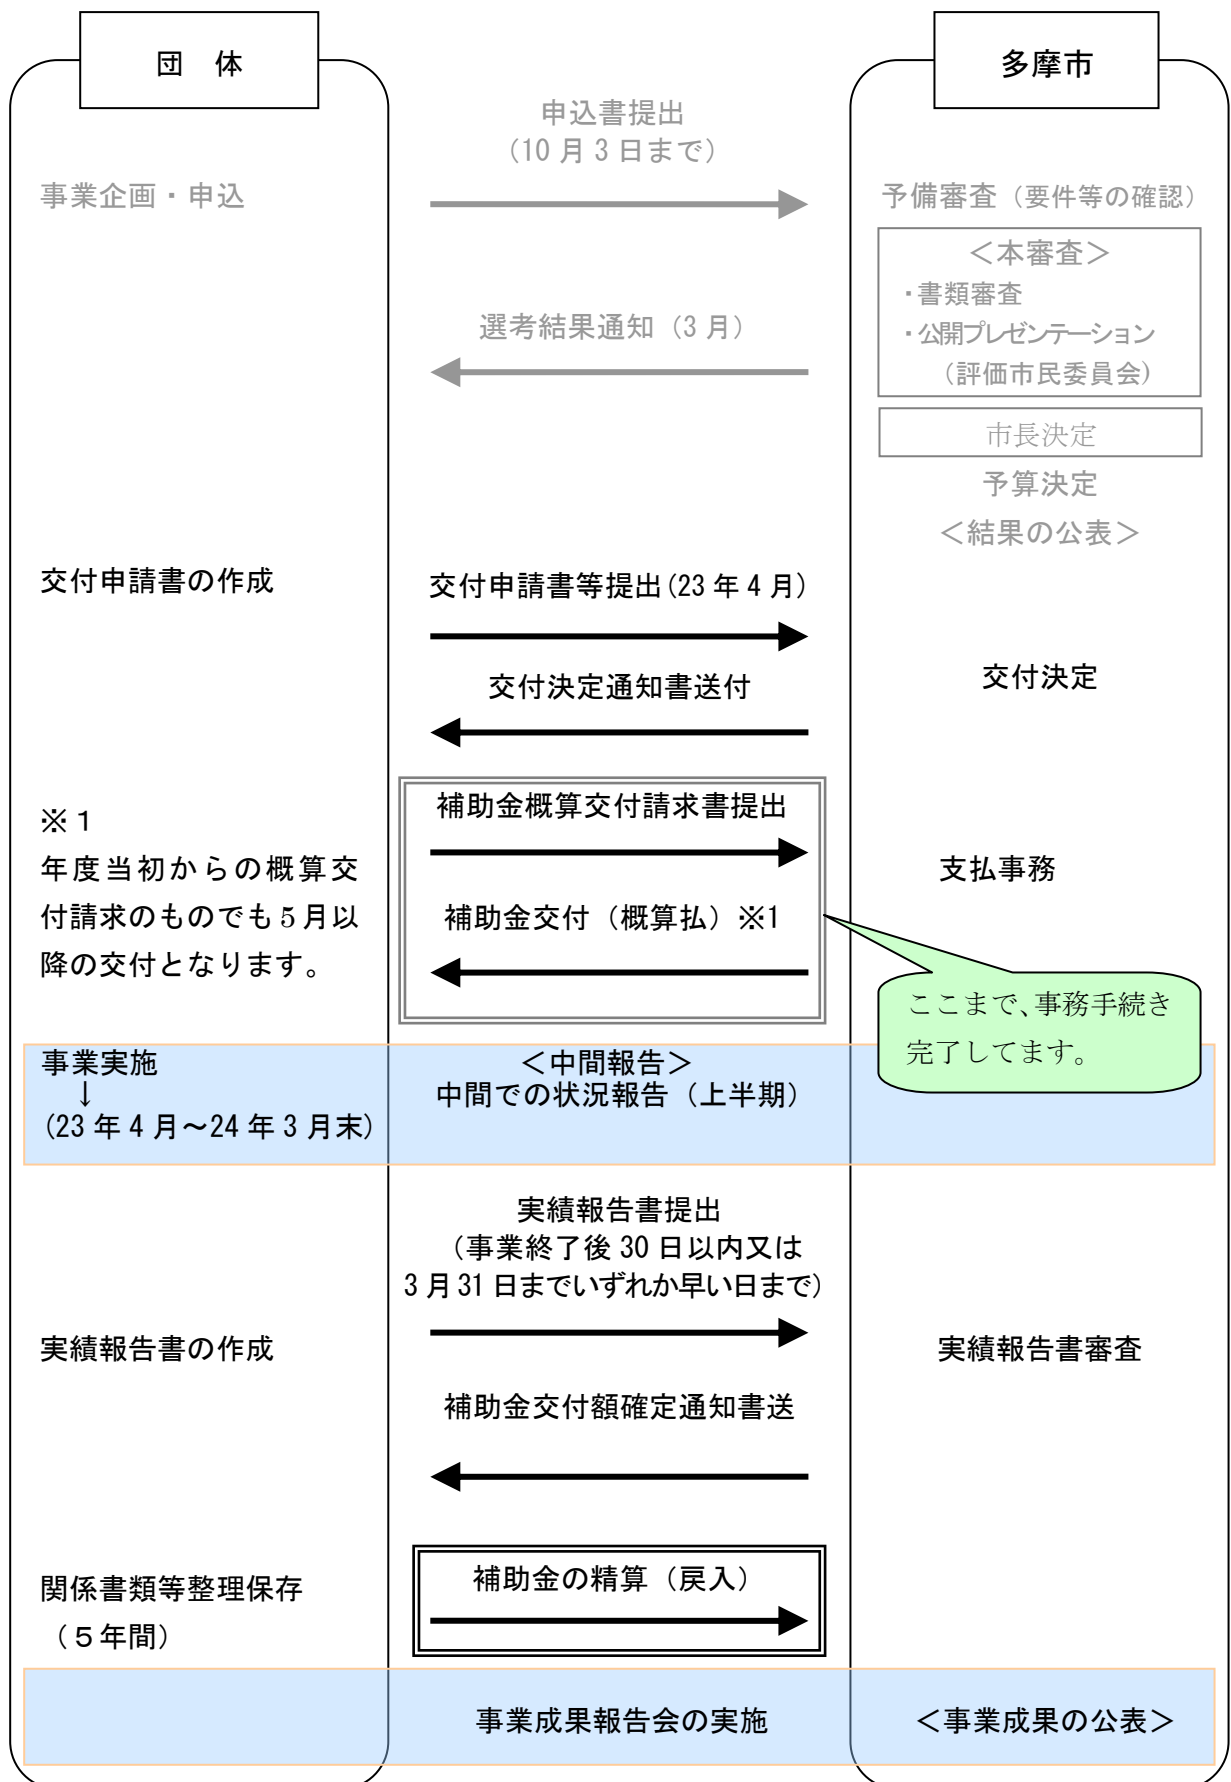 団　体
多摩市
申込書提出
（10 月 3 日まで）
事業企画・申込
予備審査（要件等の確認）
＜本審査＞
・書類審査
・公開プレゼンテーション
（評価市民委員会）
選考結果通知（3 月）
市長決定
予算決定
＜結果の公表＞
交付申請書の作成
交付申請書等提出（23 年 4 月）
交付決定
交付決定通知書送付
補助金概算交付請求書提出
※１
年度当初からの概算交
付請求のものでも 5 月以
降の交付となります。
支払事務
補助金交付（概算払）※1
ここまで、事務手続き
完了してます。
事業実施
↓
（23 年 4 月～24 年 3 月末）
＜中間報告＞
中間での状況報告（上半期）
実績報告書提出
（事業終了後 30 日以内又は
3 月 31 日までいずれか早い日まで）
実績報告書の作成
実績報告書審査
補助金交付額確定通知書送
補助金の精算（戻入）
関係書類等整理保存
（５年間）
事業成果報告会の実施
＜事業成果の公表＞